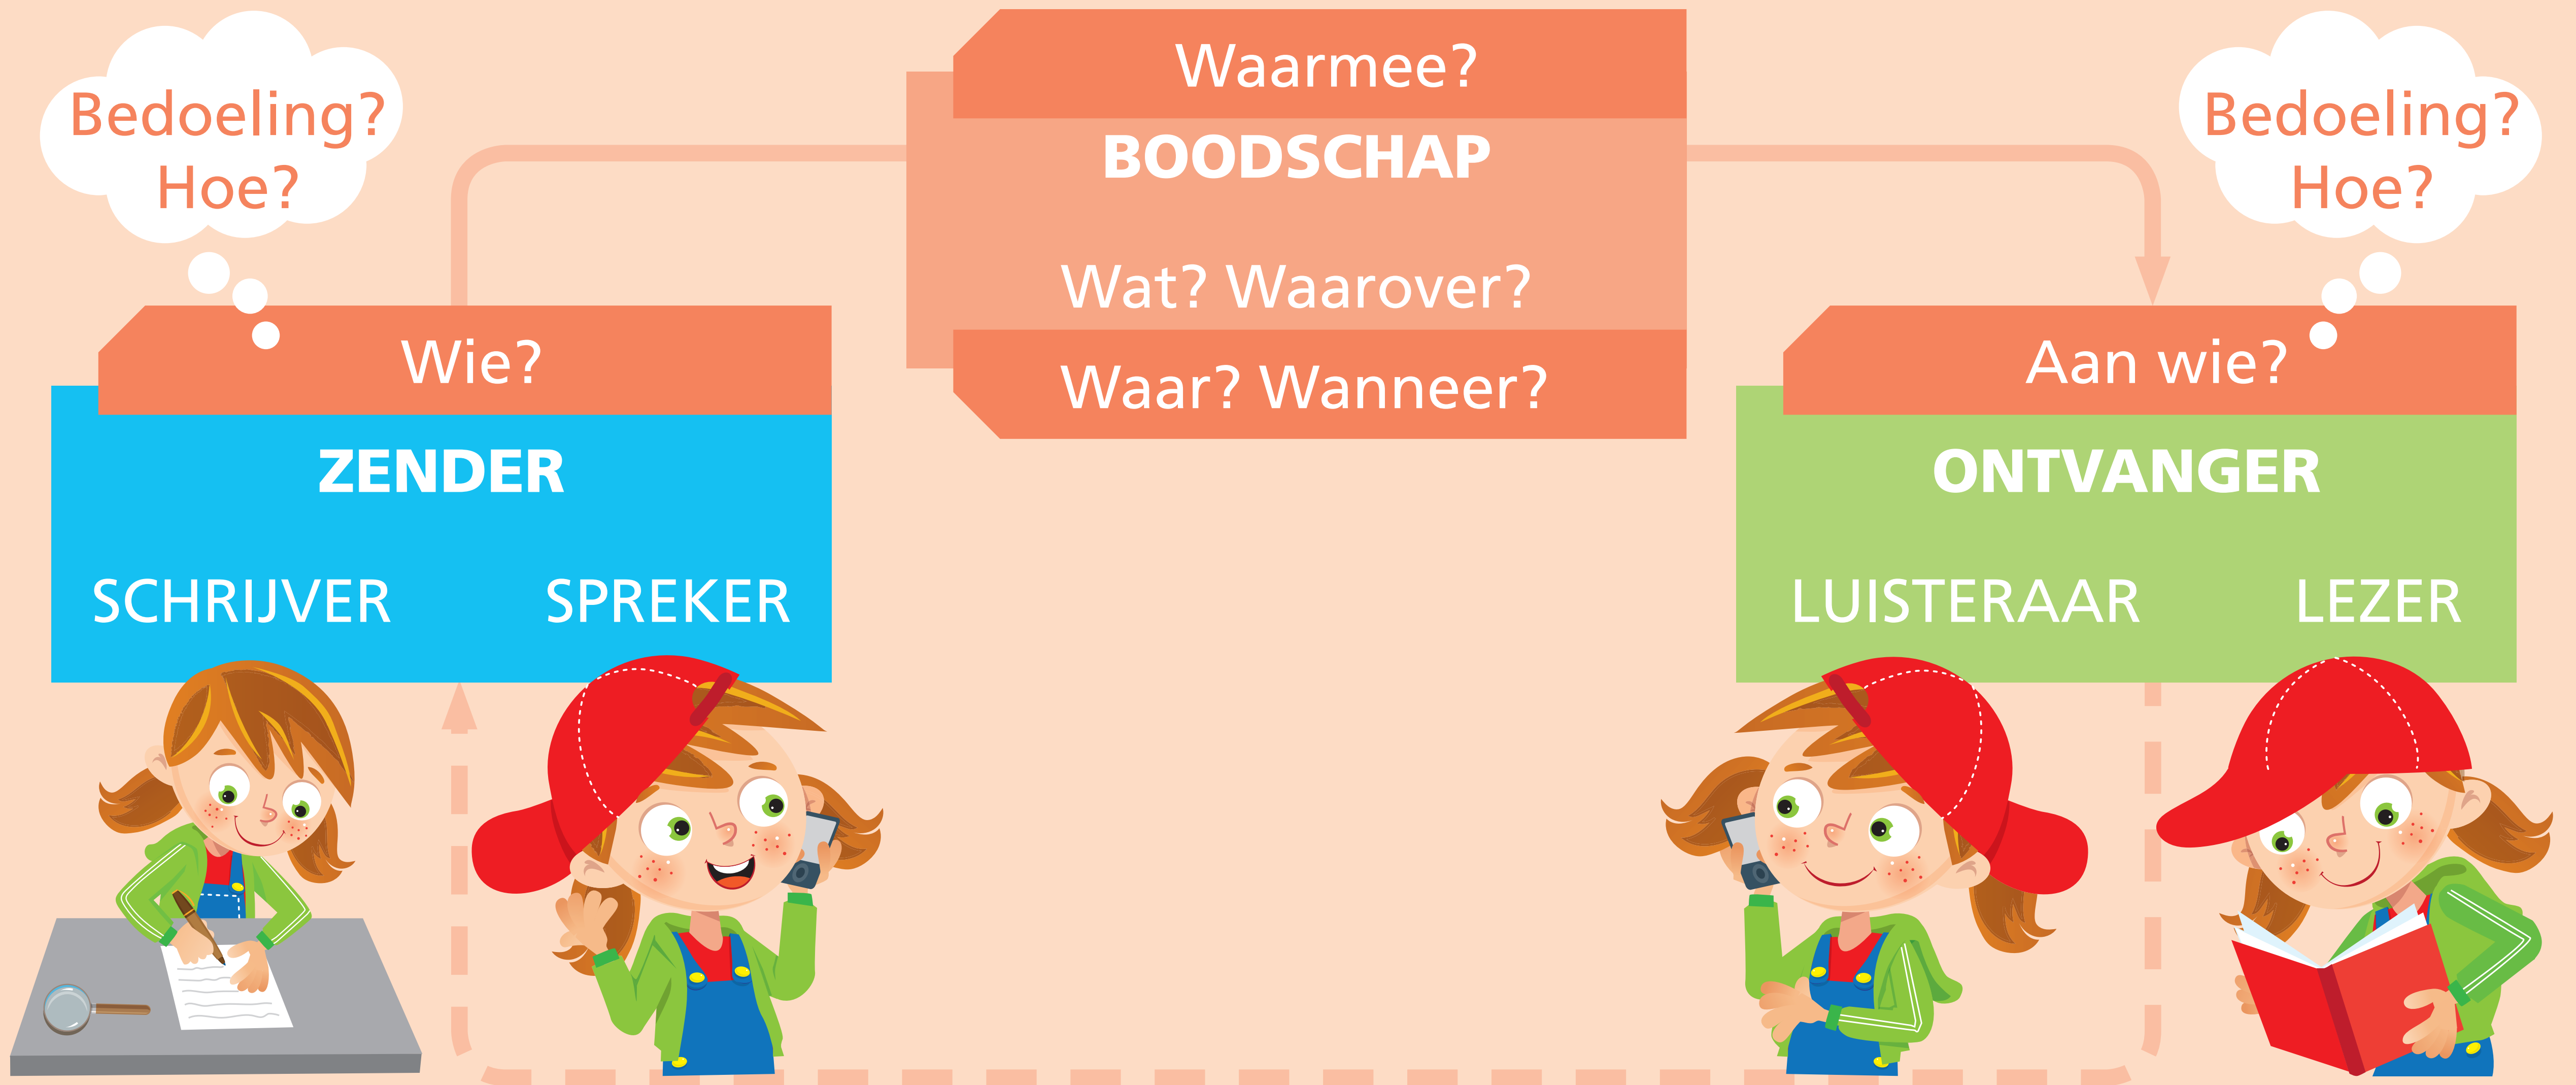 Bedoeling?
Hoe?
Wie?
ZENDER
SCHRIJVER SPREKER
Waarmee?
BOODSCHAP
Wat? Waarover?
Waar? Wanneer?
Bedoeling?
Hoe?
Aan wie?
ONTVANGER
LUISTERAAR LEZER